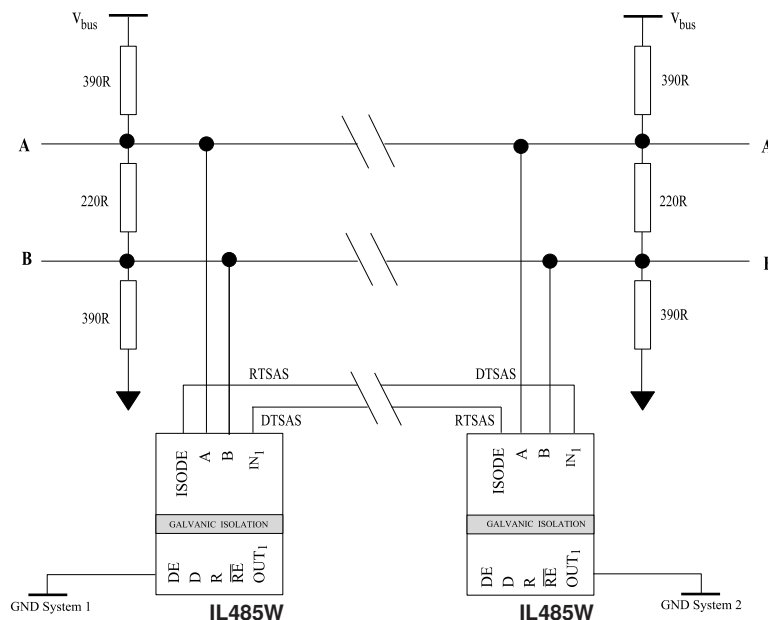 Vbus
Vbus
390R
390R
A
A
220R
220R
B
390R
390R
RTSAS
DTSAS
DTSAS
RTSAS
ISODE
A
B
IN1
ISODE
A
B
IN1
GALVANIC ISOLATION
GALVANIC ISOLATION
DE
D
R
RE
OUT1
DE
D
R
RE
OUT1
GND System 1
GND System 2
IL485W
IL485W